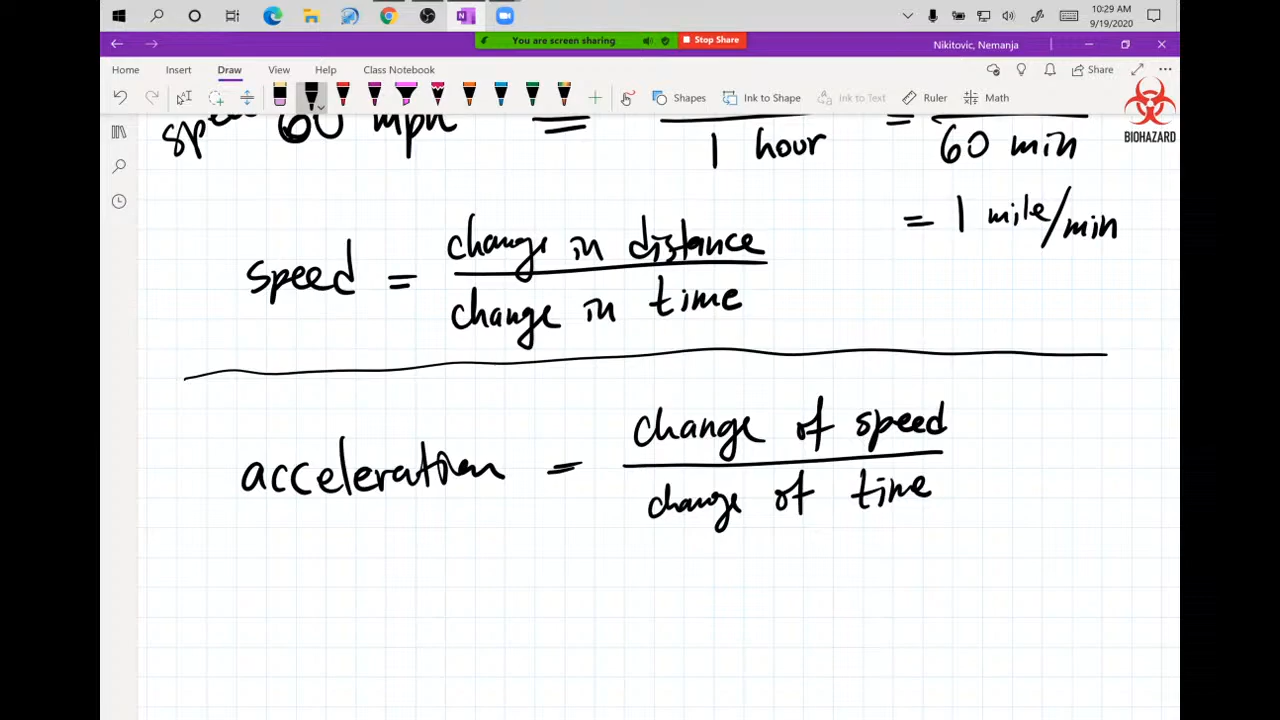 10:29 AM
9/19/2020
You are screen sharing
Stop Share
Nikitovic, Nemanja
Home Insert Draw View Help Class Notebook Share
Shapes Ink to Shape Ink to Text Ruler Math
BIOHAZARD
speed 60 mph = 1 hour = 60 min
= 1 mile/min
speed = change in distance
change in time
acceleration = change of speed
change of time